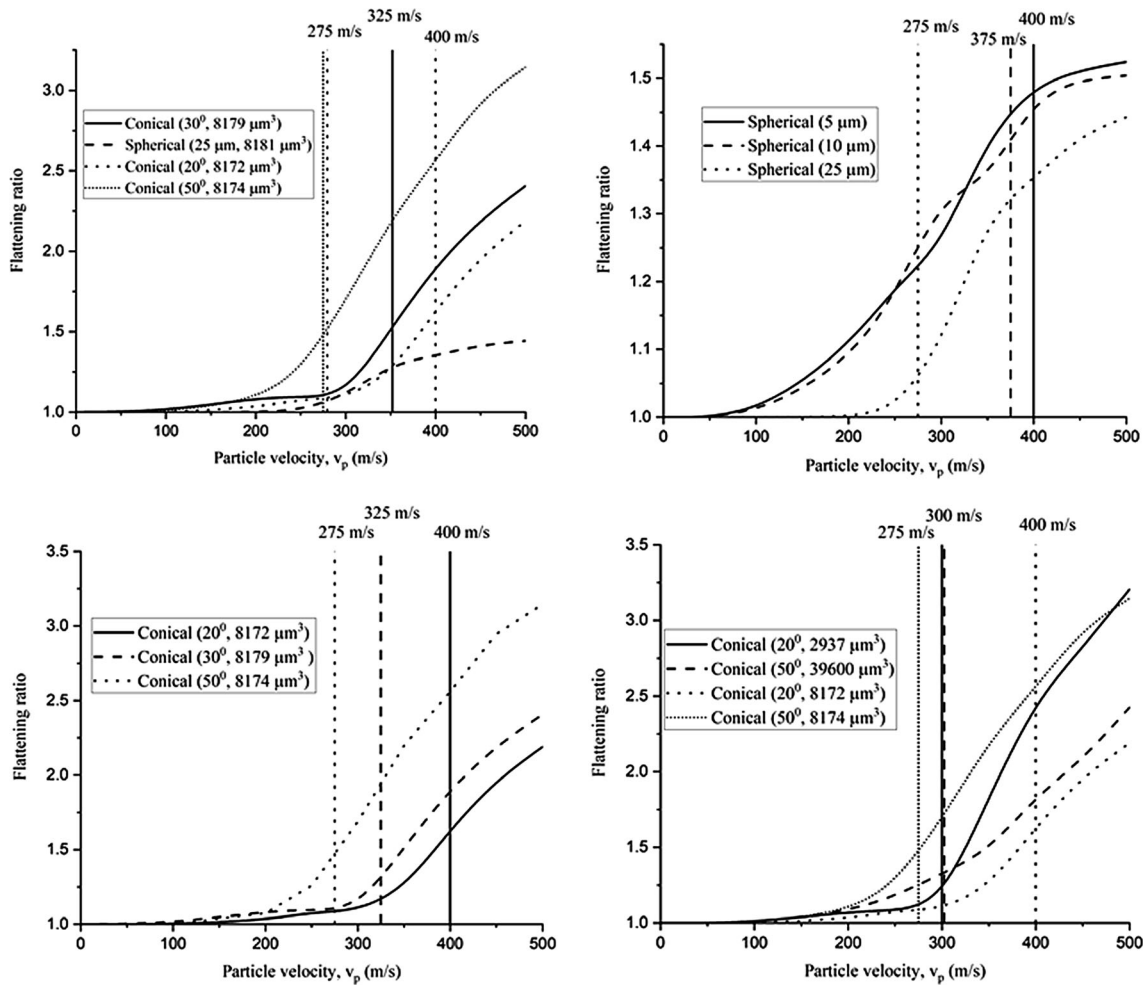 325 m/s
275 m/s
400 m/s
3.0
2.5
2.0
1.5
1.0
Flattening ratio
Conical (30⁰, 8179 µm³)
Spherical (25 µm, 8181 µm³)
Conical (20⁰, 8172 µm³)
Conical (50⁰, 8174 µm³)
0 100 200 300 400 500
Particle velocity, vₚ (m/s)
275 m/s
400 m/s
375 m/s
1.5
1.4
1.3
1.2
1.1
1.0
Flattening ratio
Spherical (5 µm)
Spherical (10 µm)
Spherical (25 µm)
0 100 200 300 400 500
Particle velocity, vₚ (m/s)
325 m/s
275 m/s
400 m/s
3.5
3.0
2.5
2.0
1.5
1.0
Flattening ratio
Conical (20⁰, 8172 µm³)
Conical (30⁰, 8179 µm³ )
Conical (50⁰, 8174 µm³)
0 100 200 300 400 500
Particle velocity, vₚ (m/s)
300 m/s
275 m/s
400 m/s
3.5
3.0
2.5
2.0
1.5
1.0
Flattening ratio
Conical (20⁰, 2937 µm³)
Conical (50⁰, 39600 µm³)
Conical (20⁰, 8172 µm³)
Conical (50⁰, 8174 µm³)
0 100 200 300 400 500
Particle velocity, vₚ (m/s)